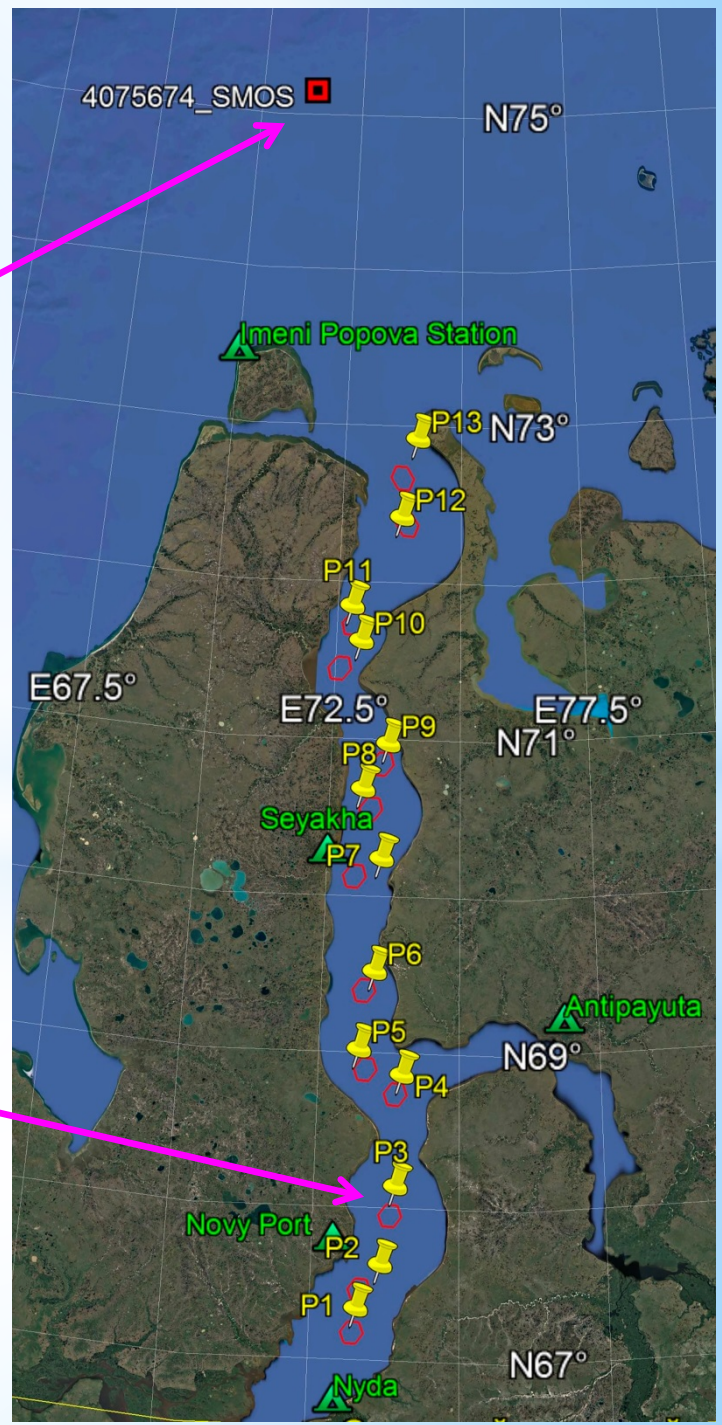 4075674_SMOS
N75°
Imeni Popova Station
P13
N73°
P12
P11
P10
E67.5°
E72.5°
E77.5°
P9
N71°
P8
Seyakha
P7
P6
Antipayuta
P5
N69°
P4
P3
Novy Port
P2
P1
N67°
Nyda